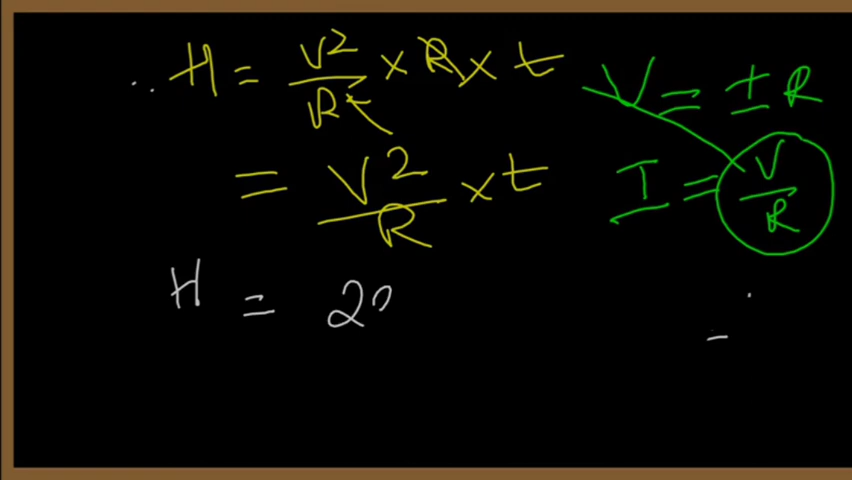 ∴ H = V²/R² × R × t
V = IR
= V²/R × t
I = V/R
H = 2